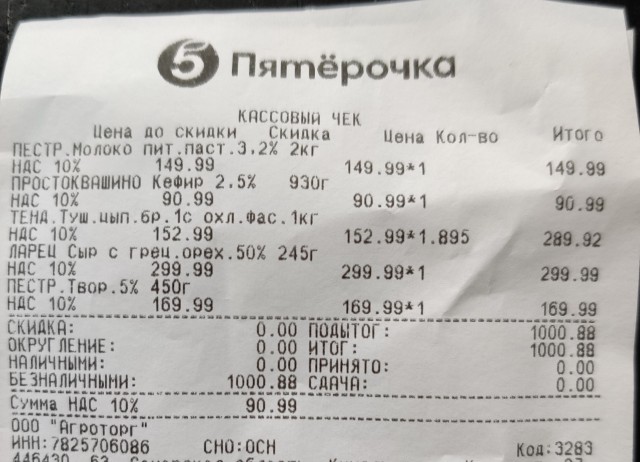 5 Пятёрочка
КАССОВЫЙ ЧЕК
Цена до скидки Скидка Цена Кол-во Итого
ПЕСТР.Молоко пит.паст.3,2% 2кг
НДС 10% 149.99 149.99*1 149.99
ПРОСТОКВАШИНО Кефир 2.5% 930г
НДС 10% 90.99 90.99*1 90.99
ТЕНД.Туш.цып.бр.1с охл.фас.1кг
НДС 10% 152.99 152.99*1.895 289.92
ЛАРЕЦ Сыр с грец.орех.50% 245г
НДС 10% 299.99 299.99*1 299.99
ПЕСТР.Твор.5% 450г
НДС 10% 169.99 169.99*1 169.99
СКИДКА: 0.00 ПОДЫТОГ: 1000.88
ОКРУГЛЕНИЕ: 0.00 ИТОГ: 1000.88
НАЛИЧНЫМИ: 0.00 ПРИНЯТО: 0.00
БЕЗНАЛИЧНЫМИ: 1000.88 СДАЧА: 0.00
Сумма НДС 10% 90.99
ООО "Агроторг"
ИНН:7825706086 СНО:ОСН Код:3283